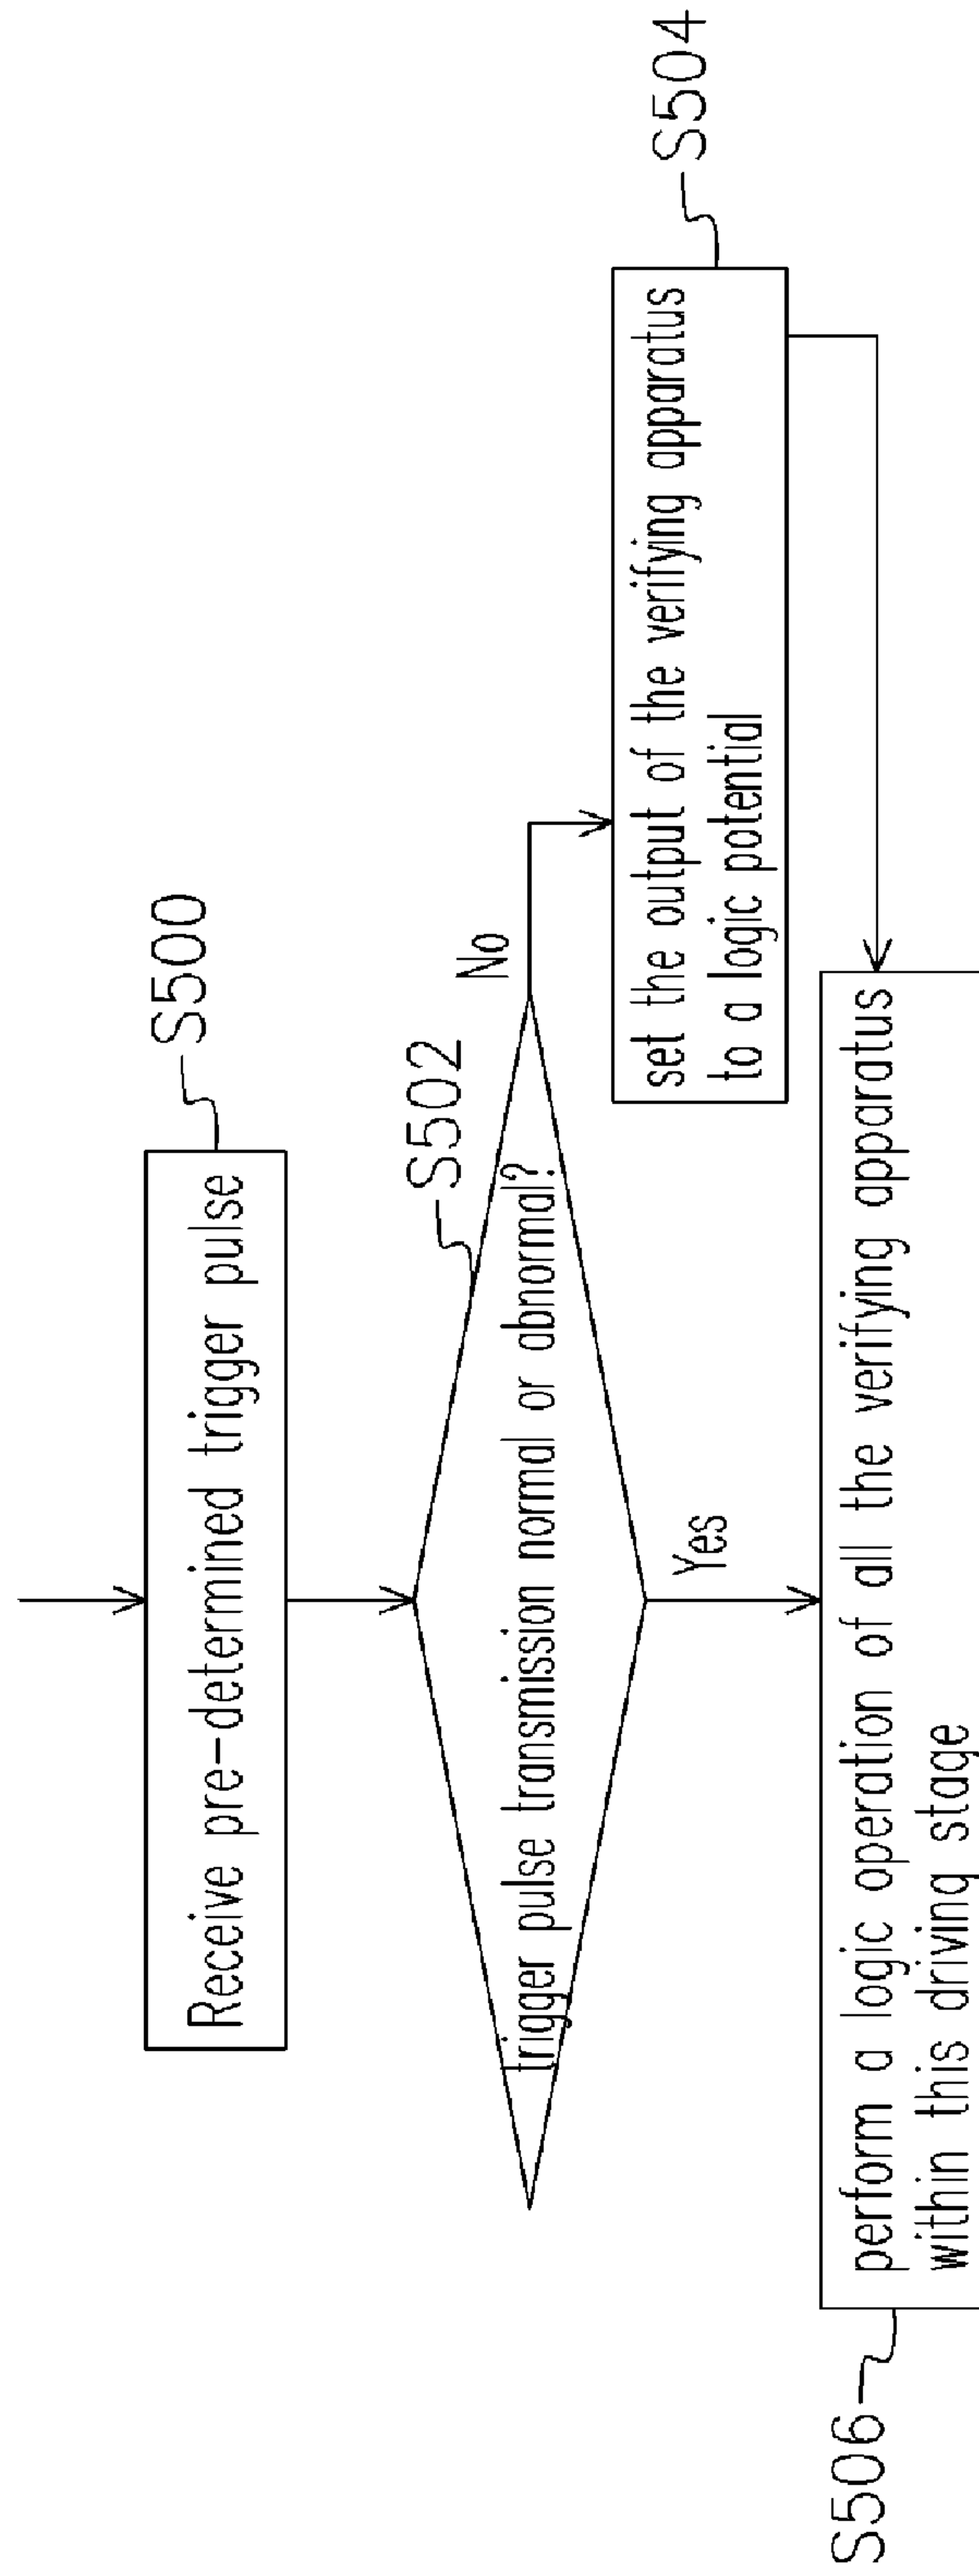 Receive pre-determined trigger pulse
S500
trigger pulse transmission normal or abnormal?
S502
No
Yes
set the output of the verifying apparatus
to a logic potential
S504
perform a logic operation of all the verifying apparatus
within this driving stage
S506